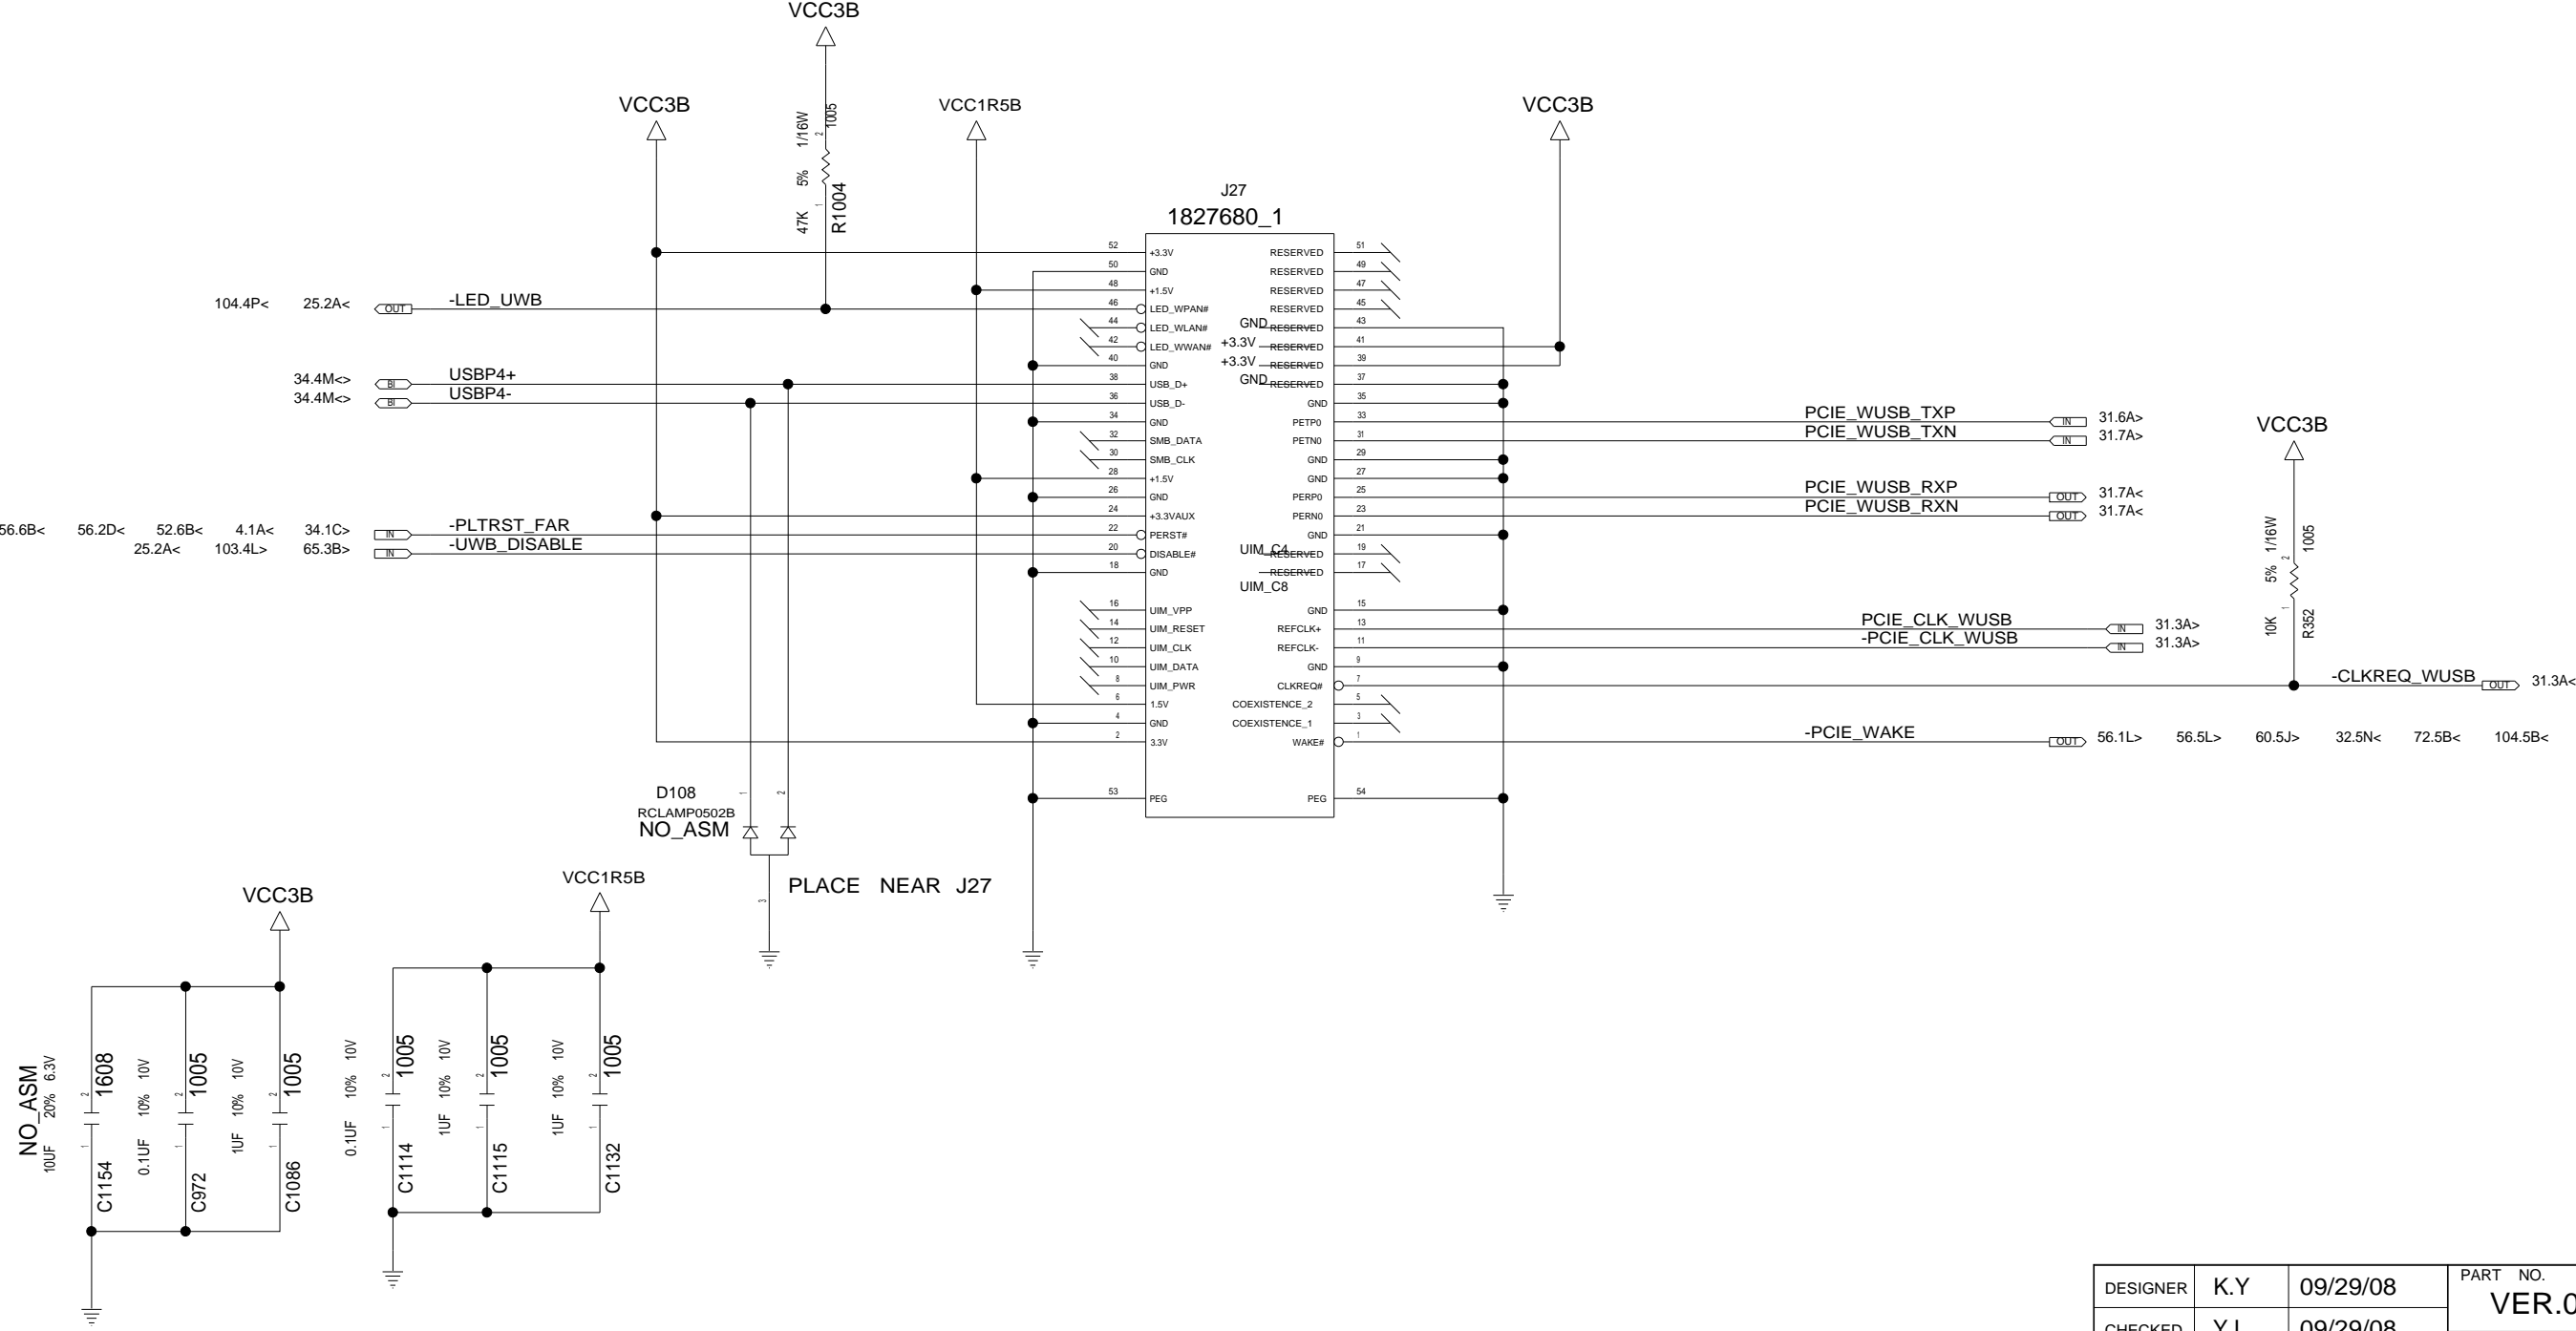 VCC3B
VCC3B
VCC1R5B
VCC3B
47K 5% 1/16W
1 2
1005
R1004
J27
1827680_1
52 +3.3V RESERVED 51
50 GND RESERVED 49
48 +1.5V RESERVED 47
104.4P< 25.2A< OUT -LED_UWB 46 LED_WPAN# RESERVED 45
44 LED_WLAN# GND RESERVED 43
42 LED_WWAN# +3.3V RESERVED 41
40 GND +3.3V RESERVED 39
34.4M<> BI USBP4+ 38 USB_D+ GND RESERVED 37
34.4M<> BI USBP4- 36 USB_D- GND 35
34 GND PETP0 33 PCIE_WUSB_TXP IN 31.6A>
32 SMB_DATA PETN0 31 PCIE_WUSB_TXN IN 31.7A>
30 SMB_CLK GND 29
28 +1.5V GND 27
26 GND PERP0 25 PCIE_WUSB_RXP OUT 31.7A<
24 +3.3VAUX PERN0 23 PCIE_WUSB_RXN OUT 31.7A<
56.6B< 56.2D< 52.6B< 4.1A< 34.1C> IN -PLTRST_FAR 22 PERST# GND 21
25.2A< 103.4L> 65.3B> IN -UWB_DISABLE 20 DISABLE# UIM_C4 RESERVED 19
18 GND RESERVED 17
UIM_C8
16 UIM_VPP GND 15
14 UIM_RESET REFCLK+ 13 PCIE_CLK_WUSB IN 31.3A>
12 UIM_CLK REFCLK- 11 -PCIE_CLK_WUSB IN 31.3A>
10 UIM_DATA GND 9
8 UIM_PWR CLKREQ# 7 -CLKREQ_WUSB OUT 31.3A<
6 1.5V COEXISTENCE_2 5
4 GND COEXISTENCE_1 3
2 3.3V WAKE# 1 -PCIE_WAKE OUT 56.1L> 56.5L> 60.5J> 32.5N< 72.5B< 104.5B<
53 PEG PEG 54
VCC3B
10K 5% 1/16W
1 2
R352 1005
D108
RCLAMP0502B
NO_ASM
1 2
3
PLACE NEAR J27
VCC3B
NO_ASM
10UF 20% 6.3V
1 2
C1154 1608
0.1UF 10% 10V
1 2
C972 1005
1UF 10% 10V
1 2
C1086 1005
VCC1R5B
0.1UF 10% 10V
1 2
C1114 1005
1UF 10% 10V
1 2
C1115 1005
1UF 10% 10V
1 2
C1132 1005
DESIGNER K.Y 09/29/08 PART NO.
VER.0
CHECKED Y.I 09/29/08